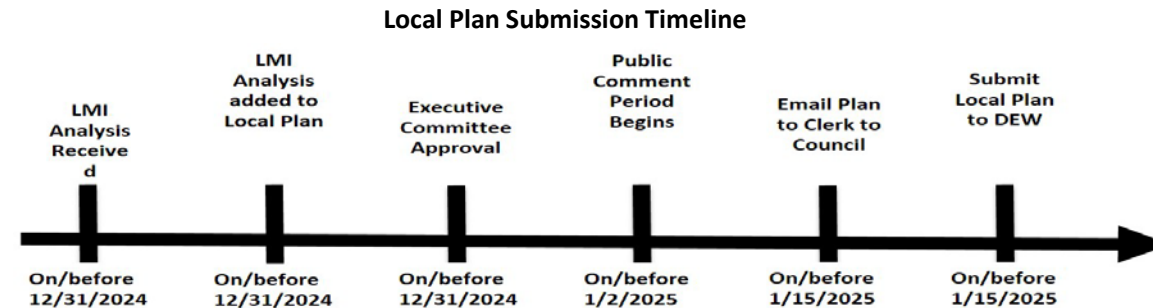 Local Plan Submission Timeline
LMI
Analysis
Receive
d
LMI
Analysis
added to
Local Plan
Executive
Committee
Approval
Public
Comment
Period
Begins
Email Plan
to Clerk to
Council
Submit
Local Plan
to DEW
On/before
12/31/2024
On/before
12/31/2024
On/before
12/31/2024
On/before
1/2/2025
On/before
1/15/2025
On/before
1/15/2025